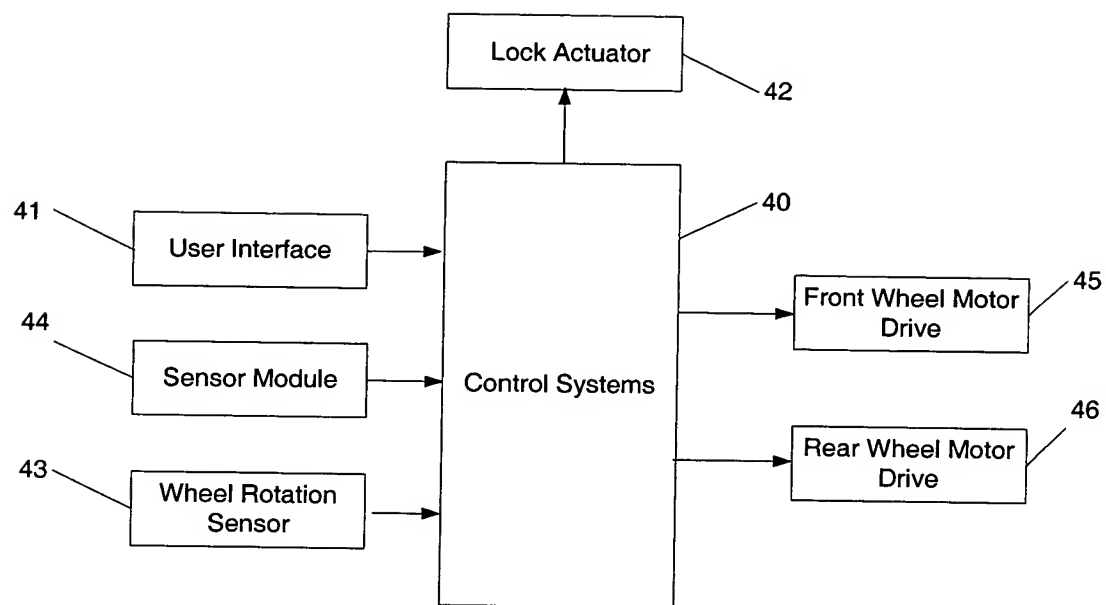 Lock Actuator
42
41
User Interface
40
44
Sensor Module
Control Systems
Front Wheel Motor
Drive
45
43
Wheel Rotation
Sensor
Rear Wheel Motor
Drive
46